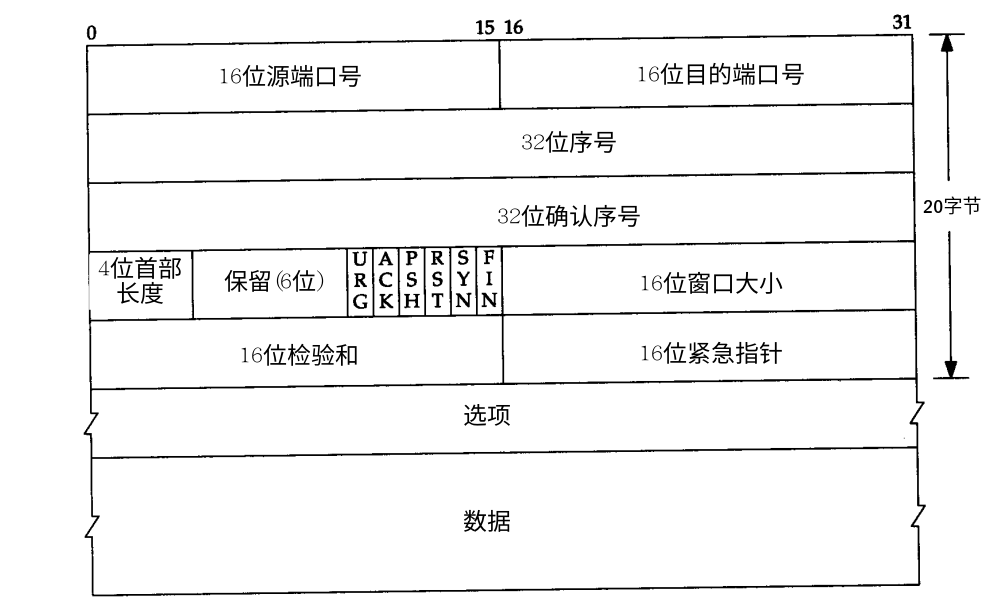 0 15 16 31
16位源端口号 16位目的端口号
32位序号
20字节
32位确认序号
4位首部
长度
保留(6位)
URG ACK PSH RST SYN FIN
16位窗口大小
16位检验和 16位紧急指针
选项
数据